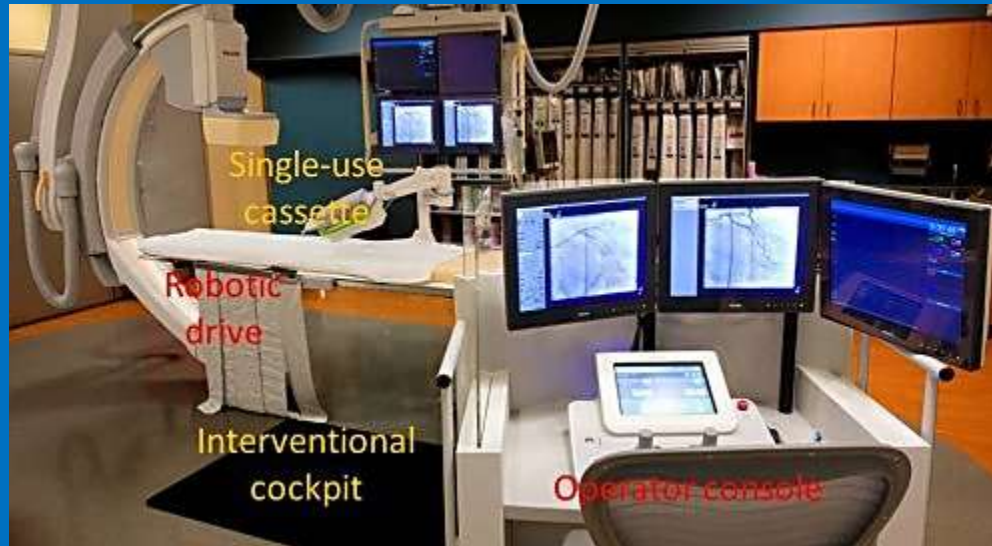 Single-use
cassette
Robotic
drive
Interventional
cockpit
Operator console